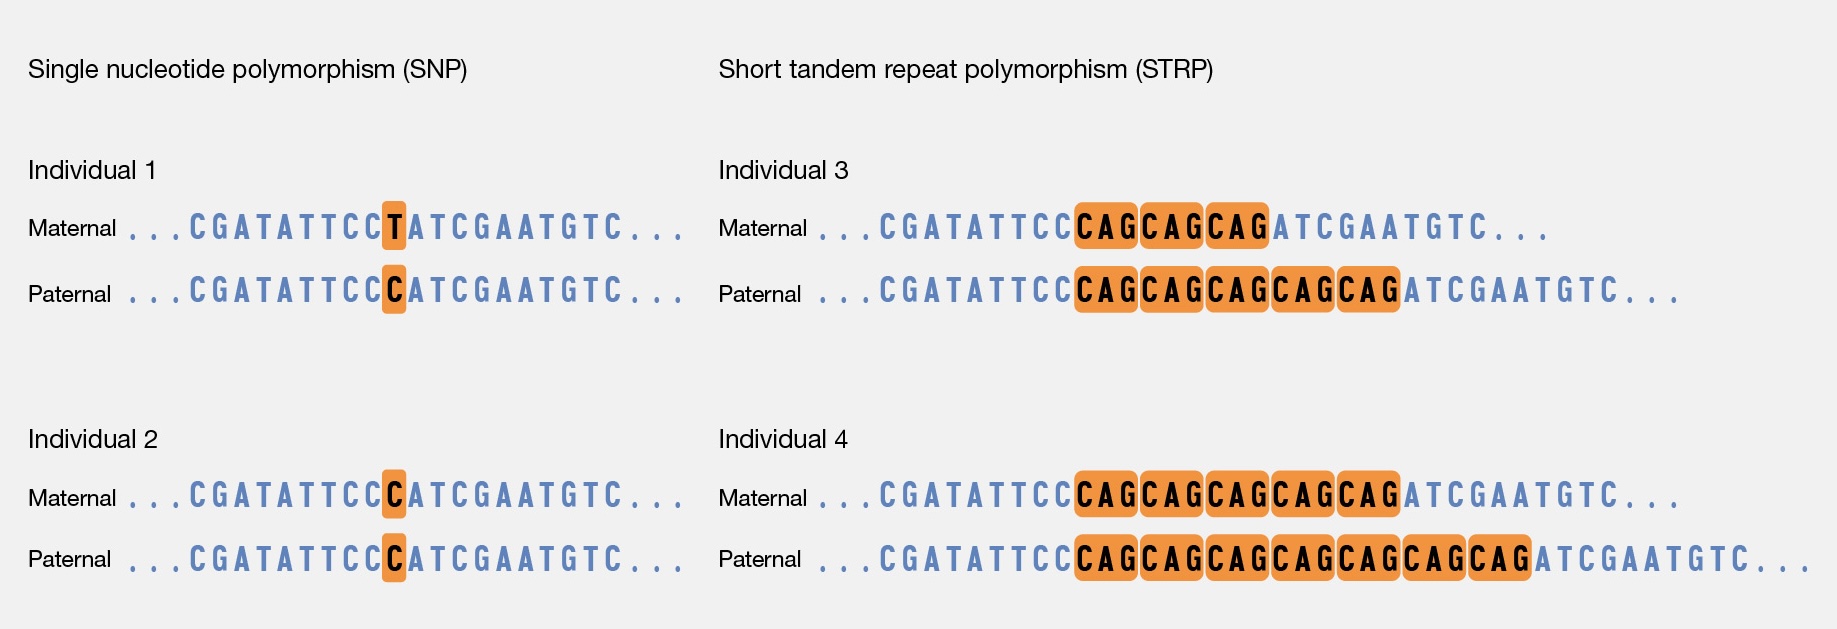 Single nucleotide polymorphism (SNP)
Individual 1
Maternal ...CGATATTCCTATCGAATGTC...
Paternal ...CGATATTCCCATCGAATGTC...
Individual 2
Maternal ...CGATATTCCCATCGAATGTC...
Paternal ...CGATATTCCCATCGAATGTC...
Short tandem repeat polymorphism (STRP)
Individual 3
Maternal ...CGATATTCCCAGCAGCAGATCGAATGTC...
Paternal ...CGATATTCCCAGCAGCAGCAGCAGATCGAATGTC...
Individual 4
Maternal ...CGATATTCCCAGCAGCAGCAGCAGATCGAATGTC...
Paternal ...CGATATTCCCAGCAGCAGCAGCAGCAGCAGATCGAATGTC...